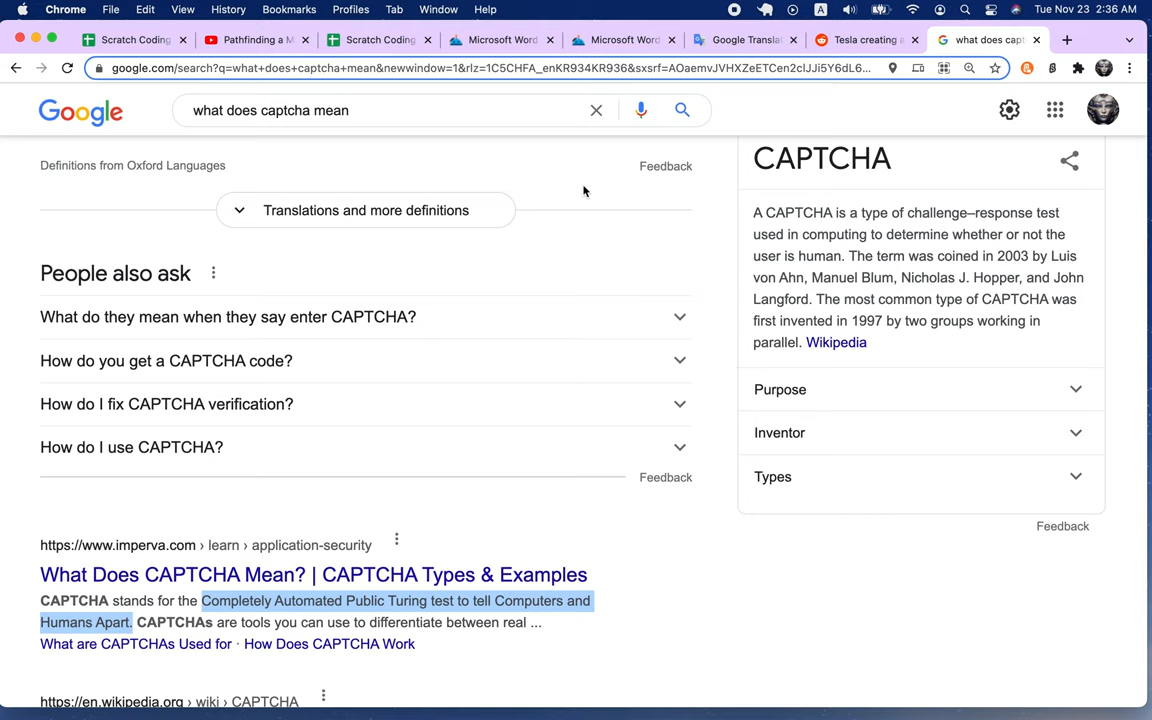 Chrome File Edit View History Bookmarks Profiles Tab Window Help A Tue Nov 23 2:36 AM
Scratch Coding Pathfinding a M Scratch Coding Microsoft Word Microsoft Word Google Transla Tesla creating a what does capt
google.com/search?q=what+does+captcha+mean&newwindow=1&rlz=1C5CHFA_enKR934KR936&sxsrf=AOaemvJVHXZeETCen2clJJi5Y6dL6...
Google what does captcha mean
Definitions from Oxford Languages Feedback
Translations and more definitions
People also ask
What do they mean when they say enter CAPTCHA?
How do you get a CAPTCHA code?
How do I fix CAPTCHA verification?
How do I use CAPTCHA?
Feedback
https://www.imperva.com › learn › application-security
What Does CAPTCHA Mean? | CAPTCHA Types & Examples
CAPTCHA stands for the Completely Automated Public Turing test to tell Computers and
Humans Apart. CAPTCHAs are tools you can use to differentiate between real ...
What are CAPTCHAs Used for · How Does CAPTCHA Work
https://en.wikipedia.org › wiki › CAPTCHA
CAPTCHA
A CAPTCHA is a type of challenge–response test
used in computing to determine whether or not the
user is human. The term was coined in 2003 by Luis
von Ahn, Manuel Blum, Nicholas J. Hopper, and John
Langford. The most common type of CAPTCHA was
first invented in 1997 by two groups working in
parallel. Wikipedia
Purpose
Inventor
Types
Feedback